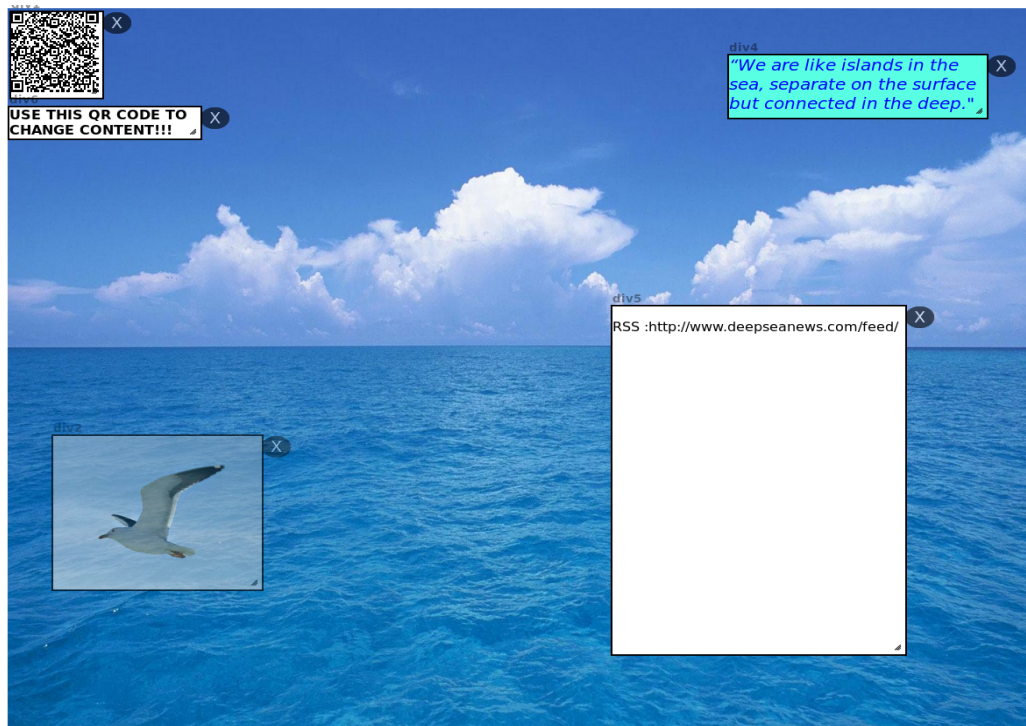 X
div6
USE THIS QR CODE TO
CHANGE CONTENT!!!
X
div4
“We are like islands in the
sea, separate on the surface
but connected in the deep."
X
div5
RSS :http://www.deepseanews.com/feed/
X
div2
X